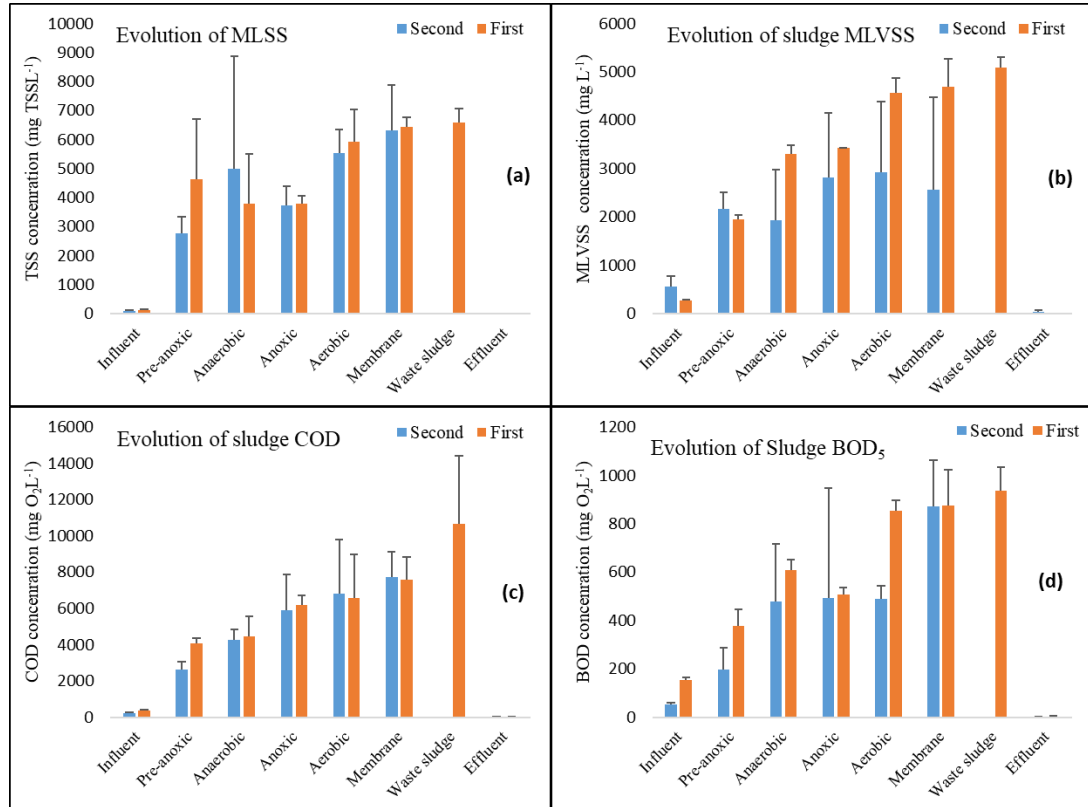 Evolution of MLSS
Second First
TSS concenration (mg TSSL-1)
10000
9000
8000
7000
6000
5000
4000
3000
2000
1000
0
(a)
Influent
Pre-anoxic
Anaerobic
Anoxic
Aerobic
Membrane
Waste sludge
Effluent
Evolution of sludge MLVSS
Second First
MLVSS concenration (mg L-1)
6000
5000
4000
3000
2000
1000
0
(b)
Influent
Pre-anoxic
Anaerobic
Anoxic
Aerobic
Membrane
Waste sludge
Effluent
Evolution of sludge COD
Second First
COD concenration (mg O2L-1)
16000
14000
12000
10000
8000
6000
4000
2000
0
(c)
Influent
Pre-anoxic
Anaerobic
Anoxic
Aerobic
Membrane
Waste sludge
Effluent
Evolution of Sludge BOD5
Second First
BOD concenration (mg O2L-1)
1200
1000
800
600
400
200
0
(d)
Influent
Pre-anoxic
Anaerobic
Anoxic
Aerobic
Membrane
Waste sludge
Effluent